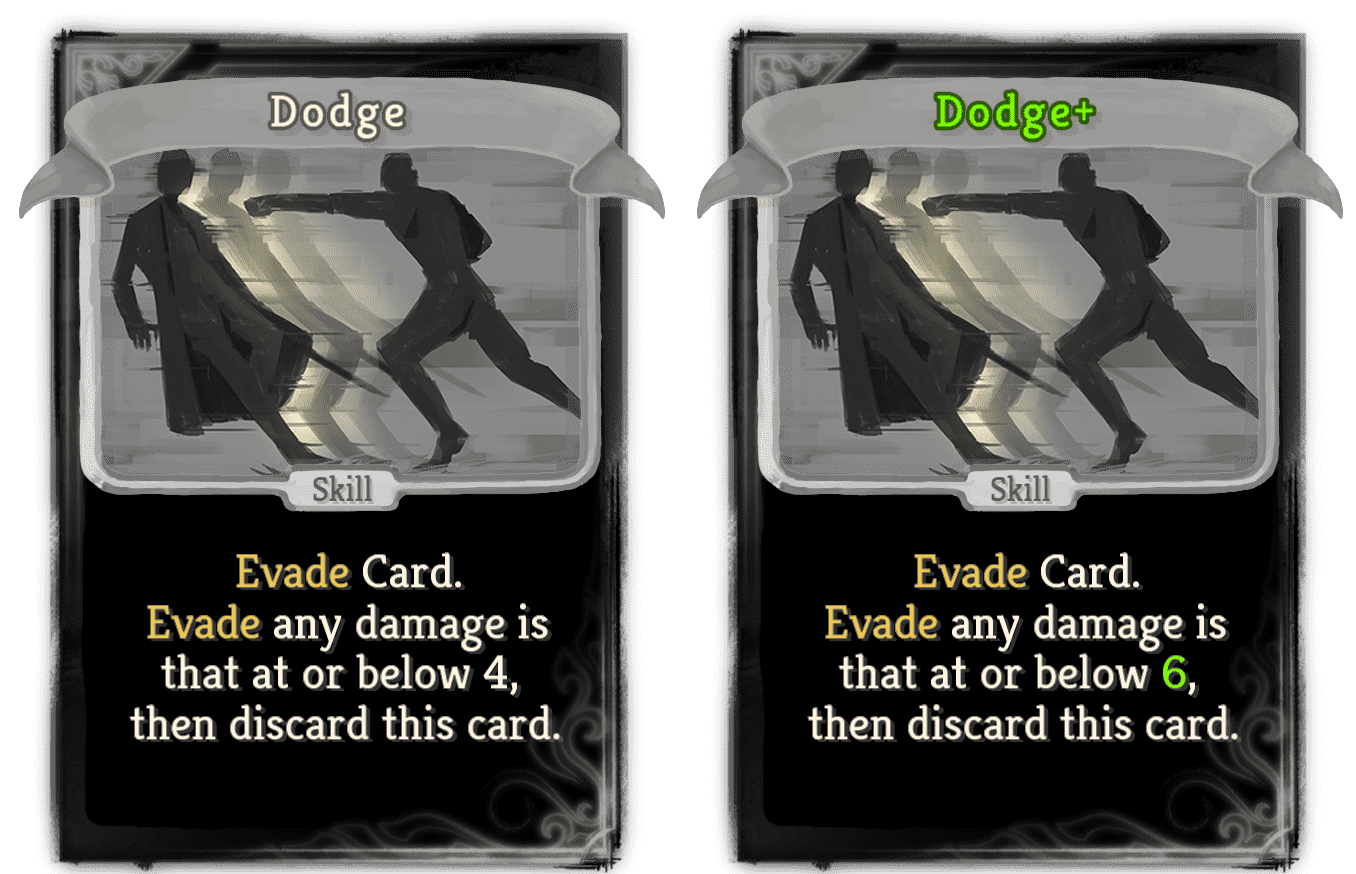 Dodge
Skill
Evade Card.
Evade any damage is
that at or below 4,
then discard this card.
Dodge+
Skill
Evade Card.
Evade any damage is
that at or below 6,
then discard this card.